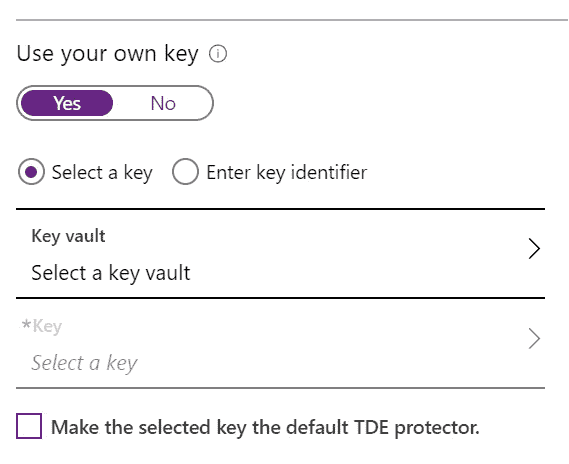 Use your own key
Yes No
Select a key Enter key identifier
Key vault
Select a key vault
*Key
Select a key
Make the selected key the default TDE protector.